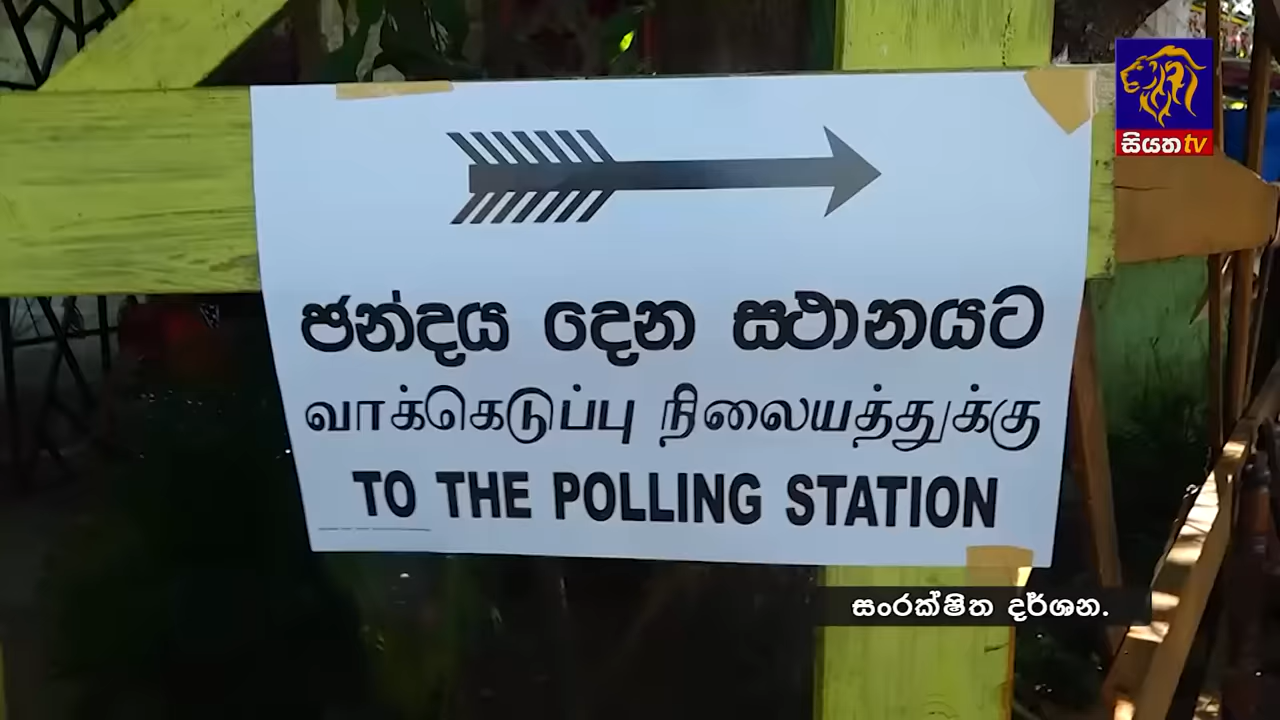 සියත tv
ඡන්දය දෙන ස්ථානයට
வாக்கெடுப்பு நிலையத்துக்கு
TO THE POLLING STATION
සංරක්ෂිත දර්ශන.